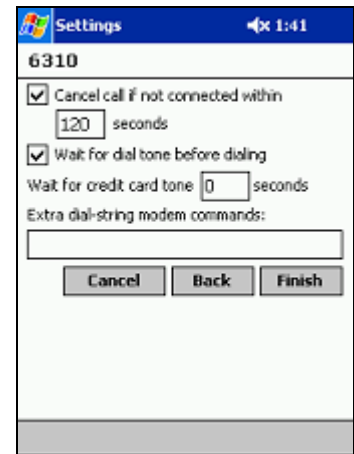 Settings 1:41
6310
Cancel call if not connected within
120 seconds
Wait for dial tone before dialing
Wait for credit card tone 0 seconds
Extra dial-string modem commands:
Cancel Back Finish